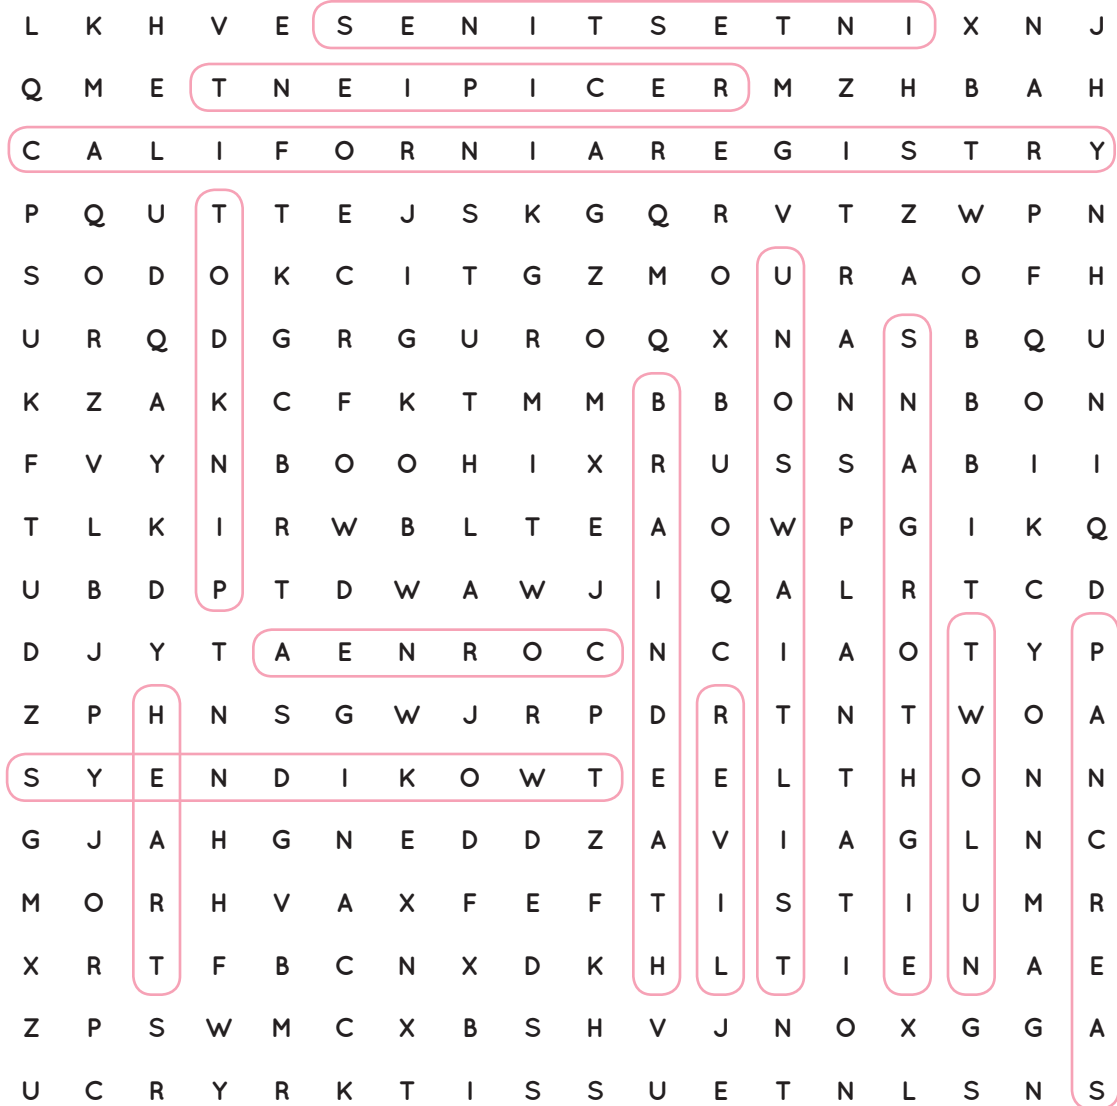 L K H V E S E N I T S E T N I X N J
Q M E T N E I P I C E R M Z H B A H
C A L I F O R N I A R E G I S T R Y
P Q U T T E J S K G Q R V T Z W P N
S O D O K C I T G Z M O U R A O F H
U R Q D G R G U R O Q X N A S B Q U
K Z A K C F K T M M B B O N N B O N
F V Y N B O O H I X R U S S A B I I
T L K I R W B L T E A O W P G I K Q
U B D P T D W A W J I Q A L R T C D
D J Y T A E N R O C N C I A O T Y P
Z P H N S G W J R P D R T N T W O A
S Y E N D I K O W T E E L T H O N N
G J A H G N E D D Z A V I A G L N C
M O R H V A X F E F T I S T I U M R
X R T F B C N X D K H L T I E N A E
Z P S W M C X B S H V J N O X G G A
U C R Y R K T I S S U E T N L S N S